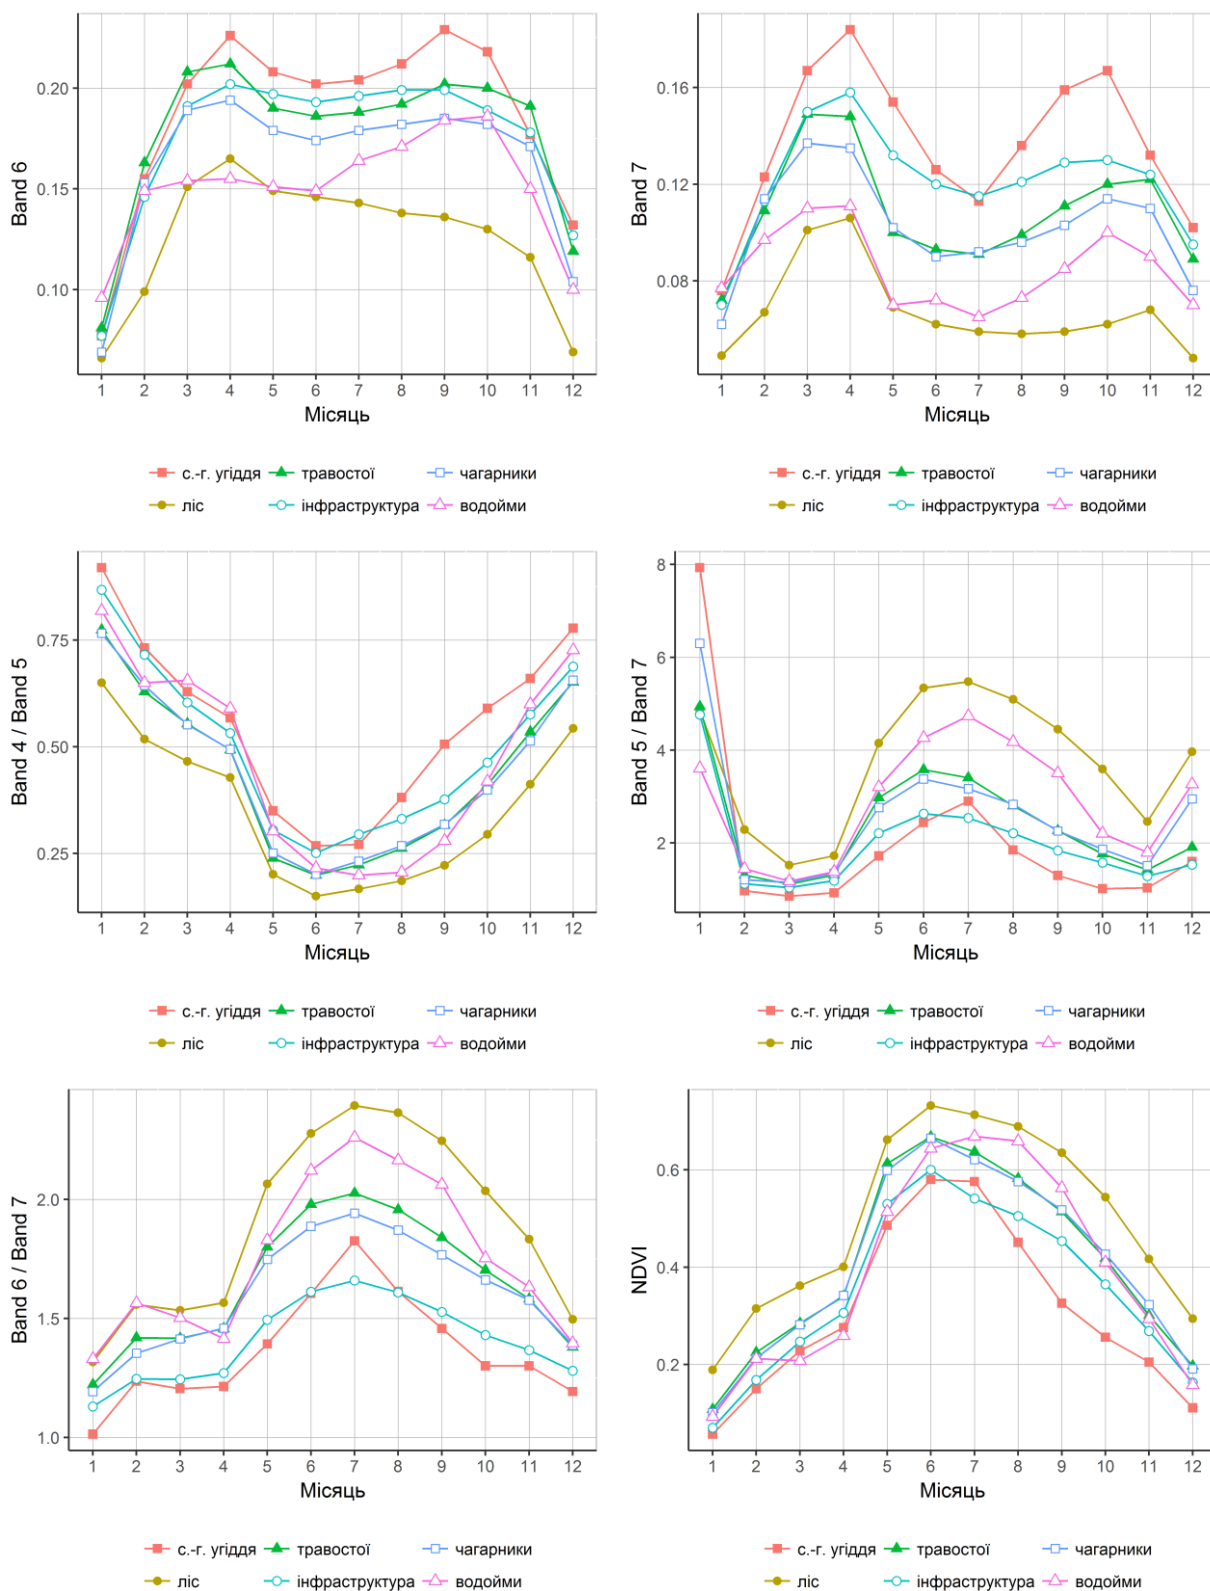 Band 6
0.20
0.15
0.10
1 2 3 4 5 6 7 8 9 10 11 12
Місяць
с.-г. угіддя травостої чагарники
ліс інфраструктура водойми
Band 7
0.16
0.12
0.08
1 2 3 4 5 6 7 8 9 10 11 12
Місяць
с.-г. угіддя травостої чагарники
ліс інфраструктура водойми
Band 4 / Band 5
0.75
0.50
0.25
1 2 3 4 5 6 7 8 9 10 11 12
Місяць
с.-г. угіддя травостої чагарники
ліс інфраструктура водойми
Band 5 / Band 7
8
6
4
2
1 2 3 4 5 6 7 8 9 10 11 12
Місяць
с.-г. угіддя травостої чагарники
ліс інфраструктура водойми
Band 6 / Band 7
2.0
1.5
1.0
1 2 3 4 5 6 7 8 9 10 11 12
Місяць
с.-г. угіддя травостої чагарники
ліс інфраструктура водойми
NDVI
0.6
0.4
0.2
1 2 3 4 5 6 7 8 9 10 11 12
Місяць
с.-г. угіддя травостої чагарники
ліс інфраструктура водойми